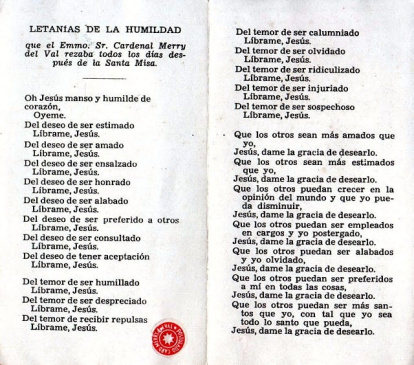 LETANÍAS DE LA HUMILDAD
que el Emmo. Sr. Cardenal Merry
del Val rezaba todos los días des-
pués de la Santa Misa.
Oh Jesús manso y humilde de
corazón,
Oyeme.
Del deseo de ser estimado
Líbrame, Jesús.
Del deseo de ser amado
Líbrame, Jesús.
Del deseo de ser ensalzado
Líbrame, Jesús.
Del deseo de ser honrado
Líbrame, Jesús.
Del deseo de ser alabado
Líbrame, Jesús.
Del deseo de ser preferido a otros
Líbrame, Jesús.
Del deseo de ser consultado
Líbrame, Jesús.
Del deseo de tener aceptación
Líbrame, Jesús.
Del temor de ser humillado
Líbrame, Jesús.
Del temor de ser despreciado
Líbrame, Jesús.
Del temor de recibir repulsas
Líbrame, Jesús.
Del temor de ser calumniado
Líbrame, Jesús.
Del temor de ser olvidado
Líbrame, Jesús.
Del temor de ser ridiculizado
Líbrame, Jesús.
Del temor de ser injuriado
Líbrame, Jesús.
Del temor de ser sospechoso
Líbrame, Jesús.
Que los otros sean más amados que
yo,
Jesús, dame la gracia de desearlo.
Que los otros sean más estimados
que yo,
Jesús, dame la gracia de desearlo.
Que los otros puedan crecer en la
opinión del mundo y que yo pue-
da disminuir,
Jesús, dame la gracia de desearlo.
Que los otros puedan ser empleados
en cargos y yo postergado,
Jesús, dame la gracia de desearlo.
Que los otros puedan ser alabados
y yo olvidado,
Jesús, dame la gracia de desearlo.
Que los otros puedan ser preferidos
a mí en todas las cosas,
Jesús, dame la gracia de desearlo.
Que los otros puedan ser más san-
tos que yo, con tal que yo sea
todo lo santo que pueda,
Jesús, dame la gracia de desearlo.